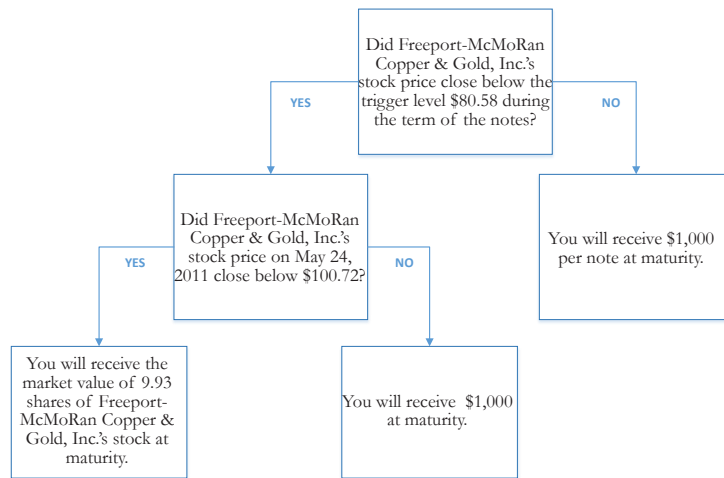 Did Freeport-McMoRan
Copper & Gold, Inc.'s
stock price close below the
trigger level $80.58 during
the term of the notes?
YES
NO
Did Freeport-McMoRan
Copper & Gold, Inc.'s
stock price on May 24,
2011 close below $100.72?
You will receive $1,000
per note at maturity.
YES
NO
You will receive the
market value of 9.93
shares of Freeport-
McMoRan Copper &
Gold, Inc.'s stock at
maturity.
You will receive $1,000
at maturity.